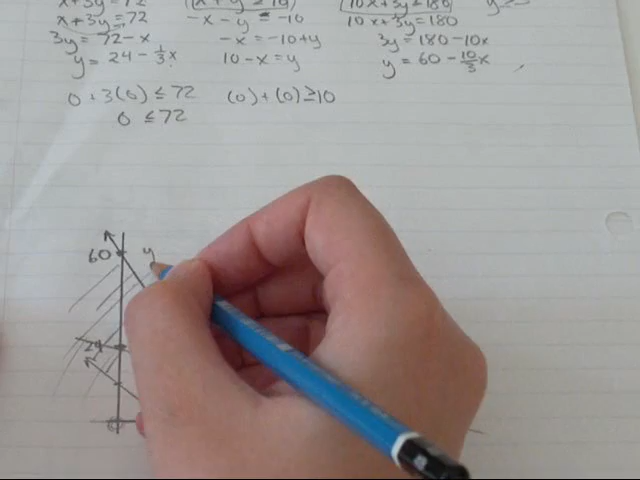 x+3y=72 (x+y≥10) 10x+3y≤180
x+3y=72 -x-y=-10 10x+3y=180
3y=72-x -x=-10+y 3y=180-10x
y=24-1/3x 10-x=y y=60-10/3x
0+3(0)≤72 (0)+(0)≥10
0≤72
60 y
24